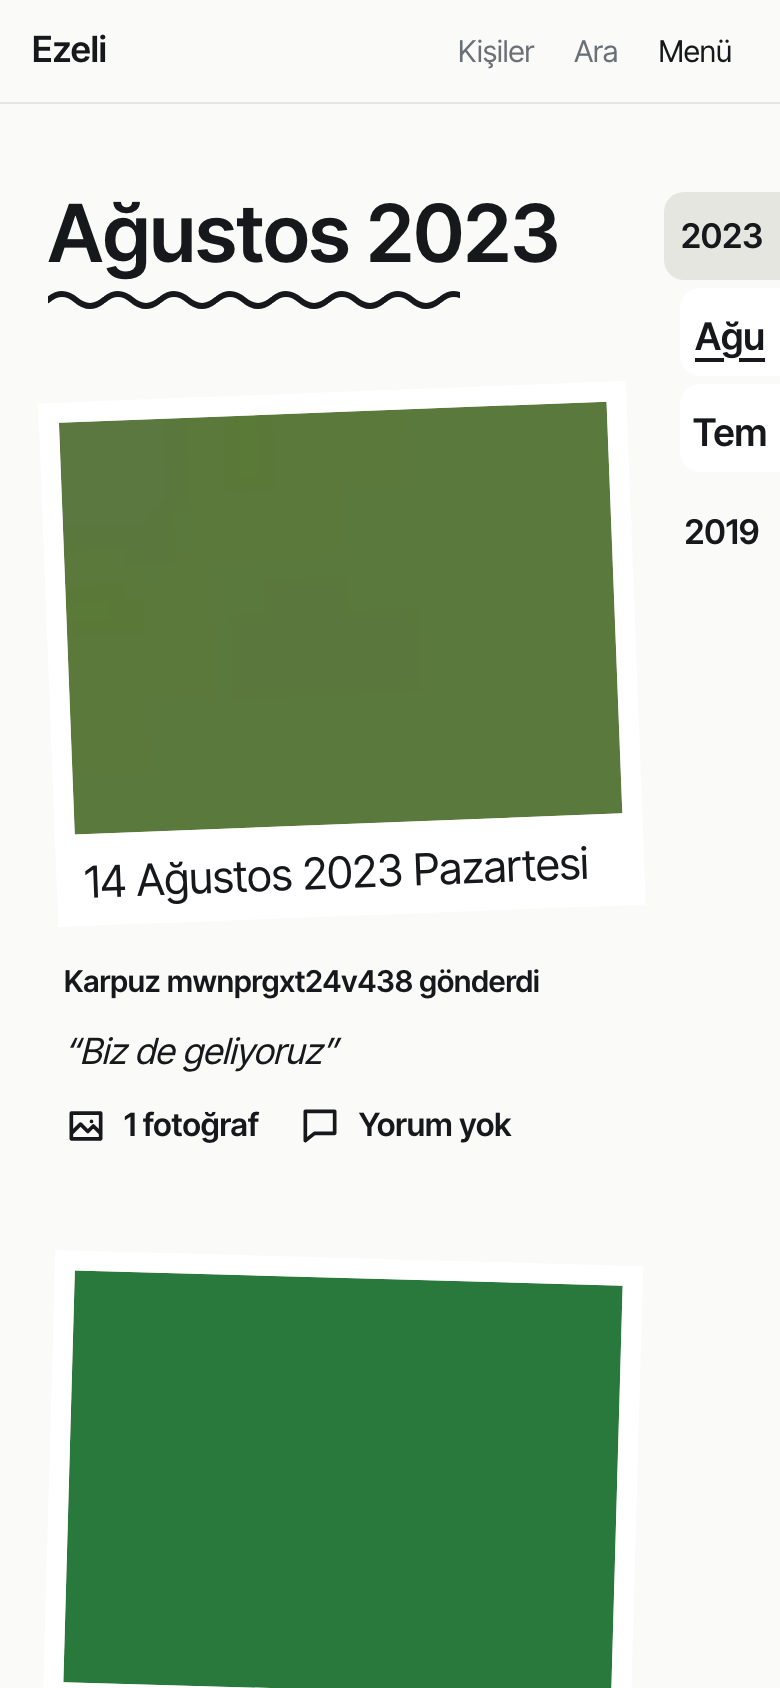 Ezeli
Kişiler
Ara
Menü
Ağustos 2023
2023
Ağu
Tem
2019
14 Ağustos 2023 Pazartesi
Karpuz mwnprgxt24v438 gönderdi
“Biz de geliyoruz”
1 fotoğraf
Yorum yok